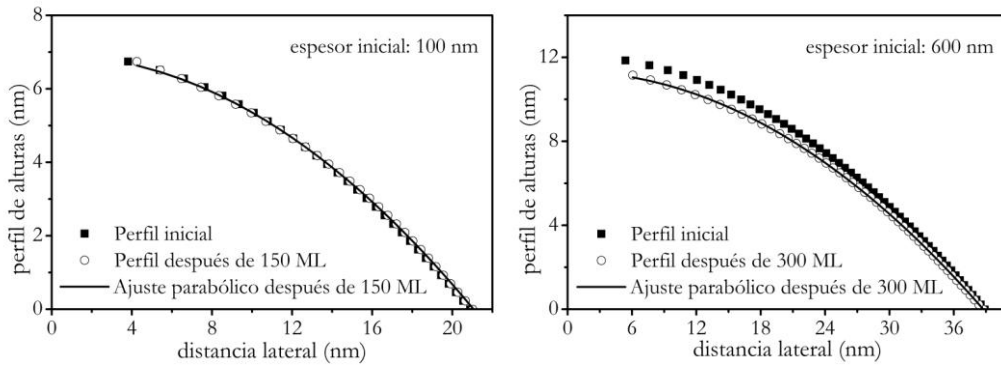 8
6
4
2
0
perfil de alturas (nm)
espesor inicial: 100 nm
Perfil inicial
Perfil después de 150 ML
Ajuste parabólico después de 150 ML
0 4 8 12 16 20
distancia lateral (nm)
12
8
4
0
perfil de alturas (nm)
espesor inicial: 600 nm
Perfil inicial
Perfil después de 300 ML
Ajuste parabólico después de 300 ML
0 6 12 18 24 30 36
distancia lateral (nm)